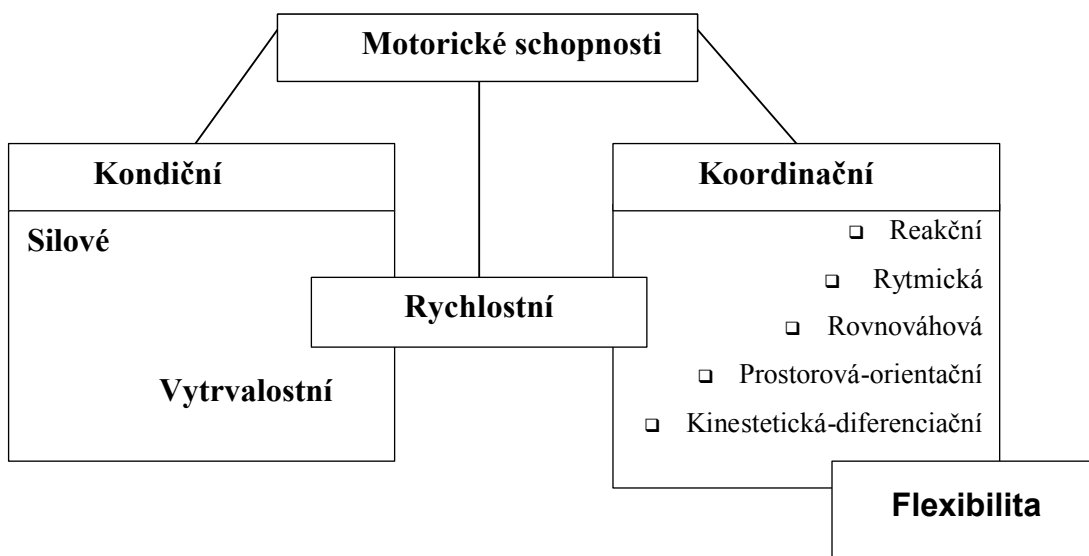 Motorické schopnosti
Kondiční
Silové
Vytrvalostní
Rychlostní
Koordinační
❑ Reakční
❑ Rytmická
❑ Rovnováhová
❑ Prostorová-orientační
❑ Kinestetická-diferenciační
Flexibilita